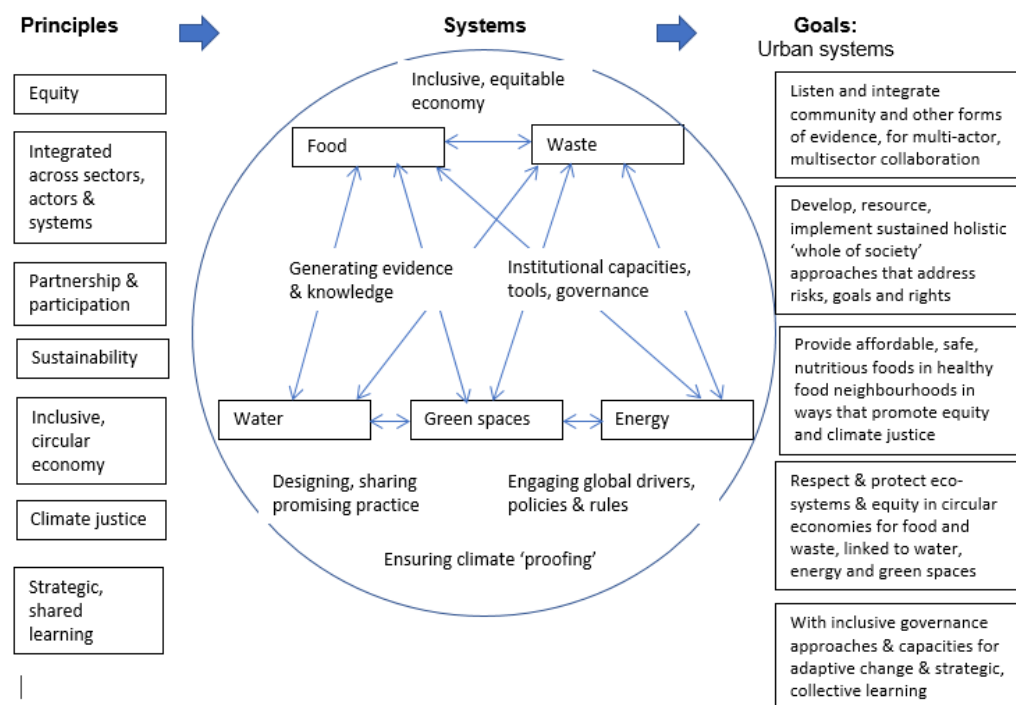 Principles
Systems
Goals:
Urban systems
Equity
Integrated
across sectors,
actors &
systems
Partnership &
participation
Sustainability
Inclusive,
circular
economy
Climate justice
Strategic,
shared
learning
Inclusive, equitable
economy
Food
Waste
Generating evidence
& knowledge
Institutional capacities,
tools, governance
Water
Green spaces
Energy
Designing, sharing
promising practice
Engaging global drivers,
policies & rules
Ensuring climate ‘proofing’
Listen and integrate
community and other forms
of evidence, for multi-actor,
multisector collaboration
Develop, resource,
implement sustained holistic
‘whole of society’
approaches that address
risks, goals and rights
Provide affordable, safe,
nutritious foods in healthy
food neighbourhoods in
ways that promote equity
and climate justice
Respect & protect eco-
systems & equity in circular
economies for food and
waste, linked to water,
energy and green spaces
With inclusive governance
approaches & capacities for
adaptive change & strategic,
collective learning